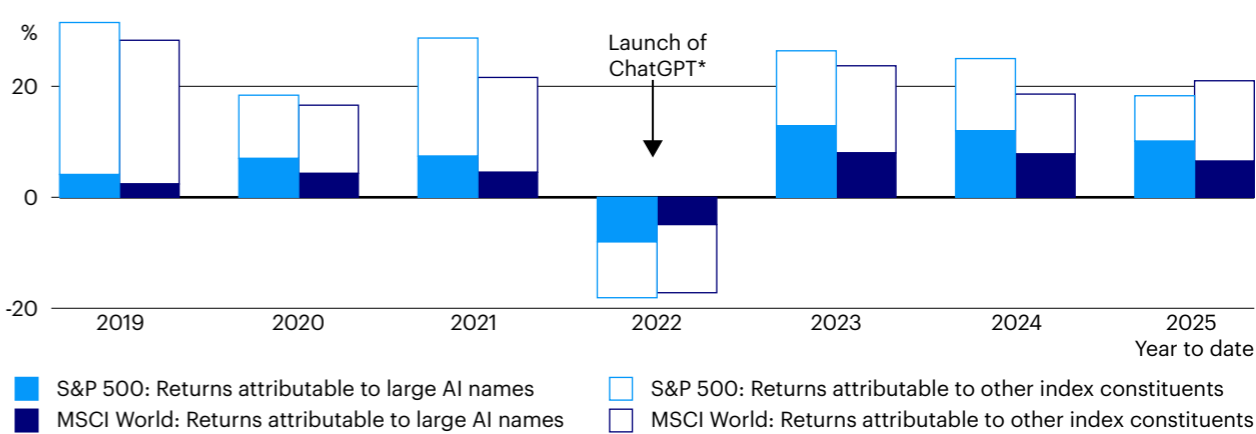 %
Launch of
ChatGPT*
20
0
-20
2019 2020 2021 2022 2023 2024 2025
Year to date
S&P 500: Returns attributable to large AI names
S&P 500: Returns attributable to other index constituents
MSCI World: Returns attributable to large AI names
MSCI World: Returns attributable to other index constituents